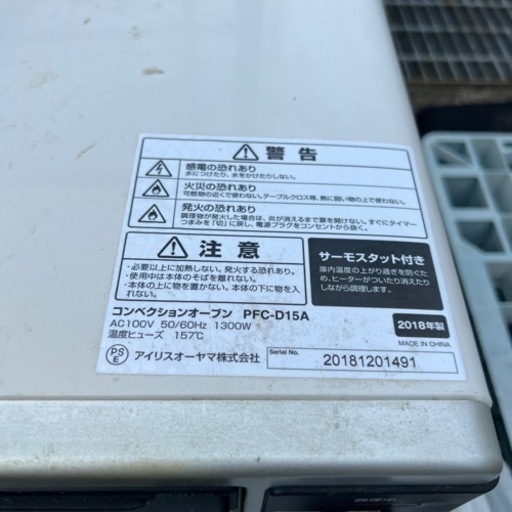 警告
感電の恐れあり
水につけたり、水をかけたりしない。
火災の恐れあり
可燃物の近くで使わない。テーブルクロス等、熱に弱い物の上で使わない。
発火の恐れあり
調理物が発火した場合は、炎が消えるまで扉を開けない。すぐにタイマー
つまみを「切」に戻し、電源プラグをコンセントから抜く。
注意
・必要以上に加熱しない。発火する恐れあり。
・使用中は本体のそばを離れない。
・本体の上に物を置かない。本体の下に物を入
れない。
サーモスタット付き
庫内温度の上がり過ぎを防ぐた
め、ヒーターがついたり消えたり
しながら調理します。
コンベクションオーブン PFC-D15A
AC100V 50/60Hz 1300W
温度ヒューズ 157℃
2018年製
MADE IN CHINA
PS
E
アイリスオーヤマ株式会社
Serial No.
20181201491